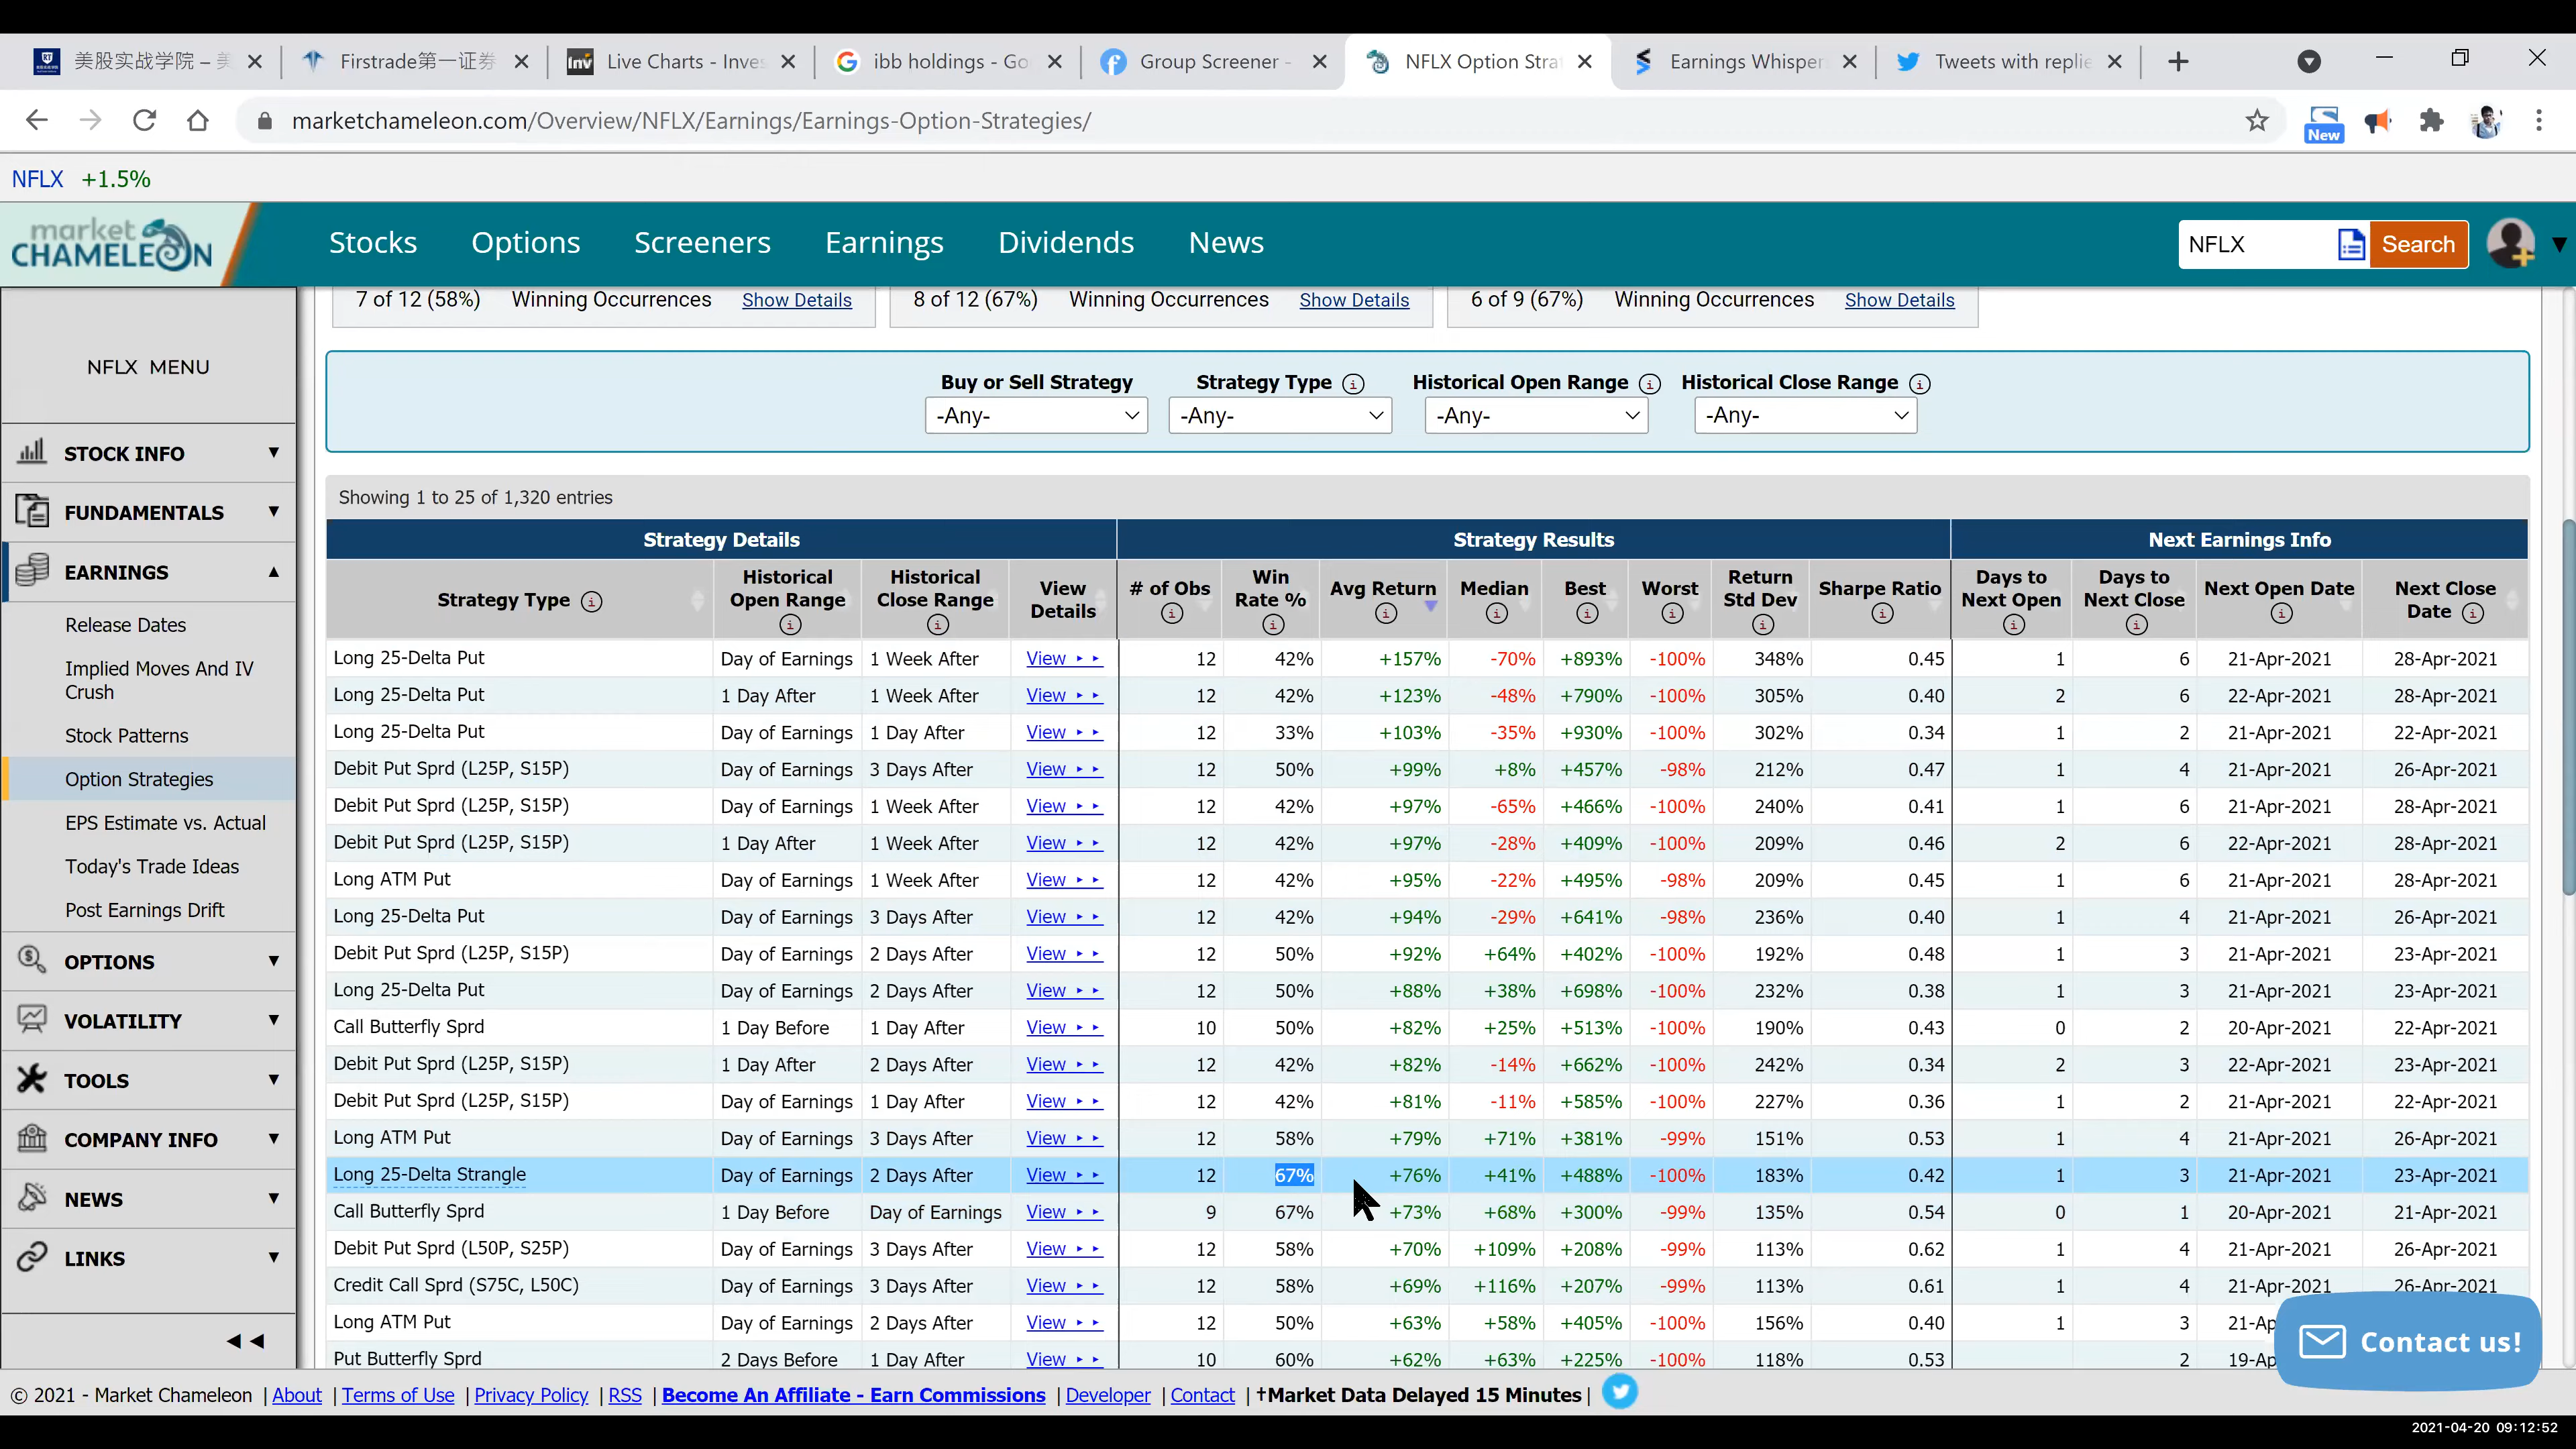 美股实战学院 – 美
Firstrade第一证券
Live Charts - Inves
ibb holdings - Go
Group Screener -
NFLX Option Strat
Earnings Whisper
Tweets with replie
marketchameleon.com/Overview/NFLX/Earnings/Earnings-Option-Strategies/
New
NFLX +1.5%
market CHAMELEON
Stocks Options Screeners Earnings Dividends News
NFLX Search
7 of 12 (58%) Winning Occurrences Show Details 8 of 12 (67%) Winning Occurrences Show Details 6 of 9 (67%) Winning Occurrences Show Details
NFLX MENU
STOCK INFO
FUNDAMENTALS
EARNINGS
Release Dates
Implied Moves And IV
Crush
Stock Patterns
Option Strategies
EPS Estimate vs. Actual
Today's Trade Ideas
Post Earnings Drift
OPTIONS
VOLATILITY
TOOLS
COMPANY INFO
NEWS
LINKS
Buy or Sell Strategy Strategy Type Historical Open Range Historical Close Range
-Any- -Any- -Any- -Any-
Showing 1 to 25 of 1,320 entries
Strategy Details Strategy Results Next Earnings Info
Strategy Type Historical Open Range Historical Close Range View Details # of Obs Win Rate % Avg Return Median Best Worst Return Std Dev Sharpe Ratio Days to Next Open Days to Next Close Next Open Date Next Close Date
Long 25-Delta Put Day of Earnings 1 Week After View 12 42% +157% -70% +893% -100% 348% 0.45 1 6 21-Apr-2021 28-Apr-2021
Long 25-Delta Put 1 Day After 1 Week After View 12 42% +123% -48% +790% -100% 305% 0.40 2 6 22-Apr-2021 28-Apr-2021
Long 25-Delta Put Day of Earnings 1 Day After View 12 33% +103% -35% +930% -100% 302% 0.34 1 2 21-Apr-2021 22-Apr-2021
Debit Put Sprd (L25P, S15P) Day of Earnings 3 Days After View 12 50% +99% +8% +457% -98% 212% 0.47 1 4 21-Apr-2021 26-Apr-2021
Debit Put Sprd (L25P, S15P) Day of Earnings 1 Week After View 12 42% +97% -65% +466% -100% 240% 0.41 1 6 21-Apr-2021 28-Apr-2021
Debit Put Sprd (L25P, S15P) 1 Day After 1 Week After View 12 42% +97% -28% +409% -100% 209% 0.46 2 6 22-Apr-2021 28-Apr-2021
Long ATM Put Day of Earnings 1 Week After View 12 42% +95% -22% +495% -98% 209% 0.45 1 6 21-Apr-2021 28-Apr-2021
Long 25-Delta Put Day of Earnings 3 Days After View 12 42% +94% -29% +641% -98% 236% 0.40 1 4 21-Apr-2021 26-Apr-2021
Debit Put Sprd (L25P, S15P) Day of Earnings 2 Days After View 12 50% +92% +64% +402% -100% 192% 0.48 1 3 21-Apr-2021 23-Apr-2021
Long 25-Delta Put Day of Earnings 2 Days After View 12 50% +88% +38% +698% -100% 232% 0.38 1 3 21-Apr-2021 23-Apr-2021
Call Butterfly Sprd 1 Day Before 1 Day After View 10 50% +82% +25% +513% -100% 190% 0.43 0 2 20-Apr-2021 22-Apr-2021
Debit Put Sprd (L25P, S15P) 1 Day After 2 Days After View 12 42% +82% -14% +662% -100% 242% 0.34 2 3 22-Apr-2021 23-Apr-2021
Debit Put Sprd (L25P, S15P) Day of Earnings 1 Day After View 12 42% +81% -11% +585% -100% 227% 0.36 1 2 21-Apr-2021 22-Apr-2021
Long ATM Put Day of Earnings 3 Days After View 12 58% +79% +71% +381% -99% 151% 0.53 1 4 21-Apr-2021 26-Apr-2021
Long 25-Delta Strangle Day of Earnings 2 Days After View 12 67% +76% +41% +488% -100% 183% 0.42 1 3 21-Apr-2021 23-Apr-2021
Call Butterfly Sprd 1 Day Before Day of Earnings View 9 67% +73% +68% +300% -99% 135% 0.54 0 1 20-Apr-2021 21-Apr-2021
Debit Put Sprd (L50P, S25P) Day of Earnings 3 Days After View 12 58% +70% +109% +208% -99% 113% 0.62 1 4 21-Apr-2021 26-Apr-2021
Credit Call Sprd (S75C, L50C) Day of Earnings 3 Days After View 12 58% +69% +116% +207% -99% 113% 0.61 1 4 21-Apr-2021 26-Apr-2021
Long ATM Put Day of Earnings 2 Days After View 12 50% +63% +58% +405% -100% 156% 0.40 1 3 21-Ap
Put Butterfly Sprd 2 Days Before 1 Day After View 10 60% +62% +63% +225% -100% 118% 0.53 2 19-Ap
Contact us!
© 2021 - Market Chameleon | About | Terms of Use | Privacy Policy | RSS | Become An Affiliate - Earn Commissions | Developer | Contact | †Market Data Delayed 15 Minutes |
2021-04-20 09:12:52